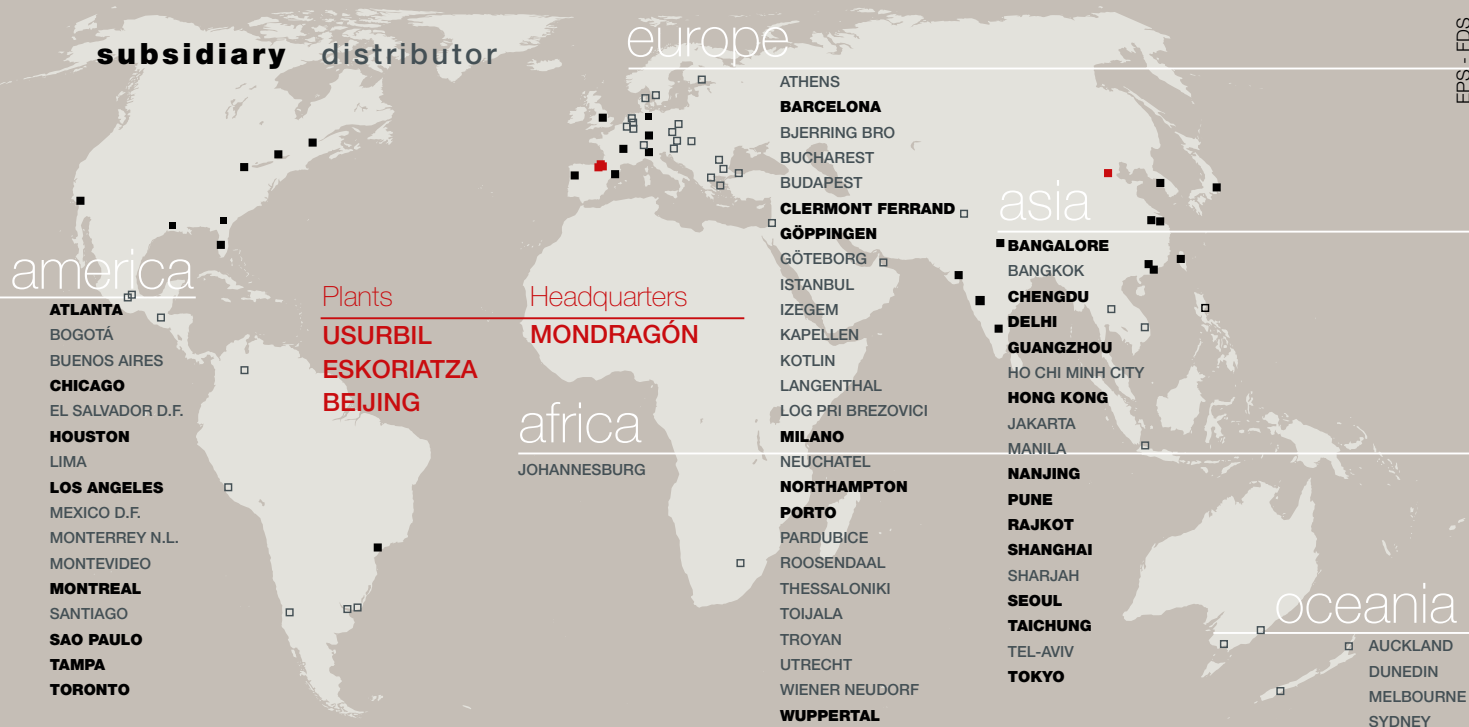 subsidiary distributor
EPS - FDS
america
ATLANTA
BOGOTÁ
BUENOS AIRES
CHICAGO
EL SALVADOR D.F.
HOUSTON
LIMA
LOS ANGELES
MEXICO D.F.
MONTERREY N.L.
MONTEVIDEO
MONTREAL
SANTIAGO
SAO PAULO
TAMPA
TORONTO
Plants
USURBIL
ESKORIATZA
BEIJING
Headquarters
MONDRAGÓN
africa
JOHANNESBURG
europe
ATHENS
BARCELONA
BJERRING BRO
BUCHAREST
BUDAPEST
CLERMONT FERRAND
GÖPPINGEN
GÖTEBORG
ISTANBUL
IZEGEM
KAPELLEN
KOTLIN
LANGENTHAL
LOG PRI BREZOVICI
MILANO
NEUCHATEL
NORTHAMPTON
PORTO
PARDUBICE
ROOSENDAAL
THESSALONIKI
TOIJALA
TROYAN
UTRECHT
WIENER NEUDORF
WUPPERTAL
asia
BANGALORE
BANGKOK
CHENGDU
DELHI
GUANGZHOU
HO CHI MINH CITY
HONG KONG
JAKARTA
MANILA
NANJING
PUNE
RAJKOT
SHANGHAI
SHARJAH
SEOUL
TAICHUNG
TEL-AVIV
TOKYO
oceania
AUCKLAND
DUNEDIN
MELBOURNE
SYDNEY